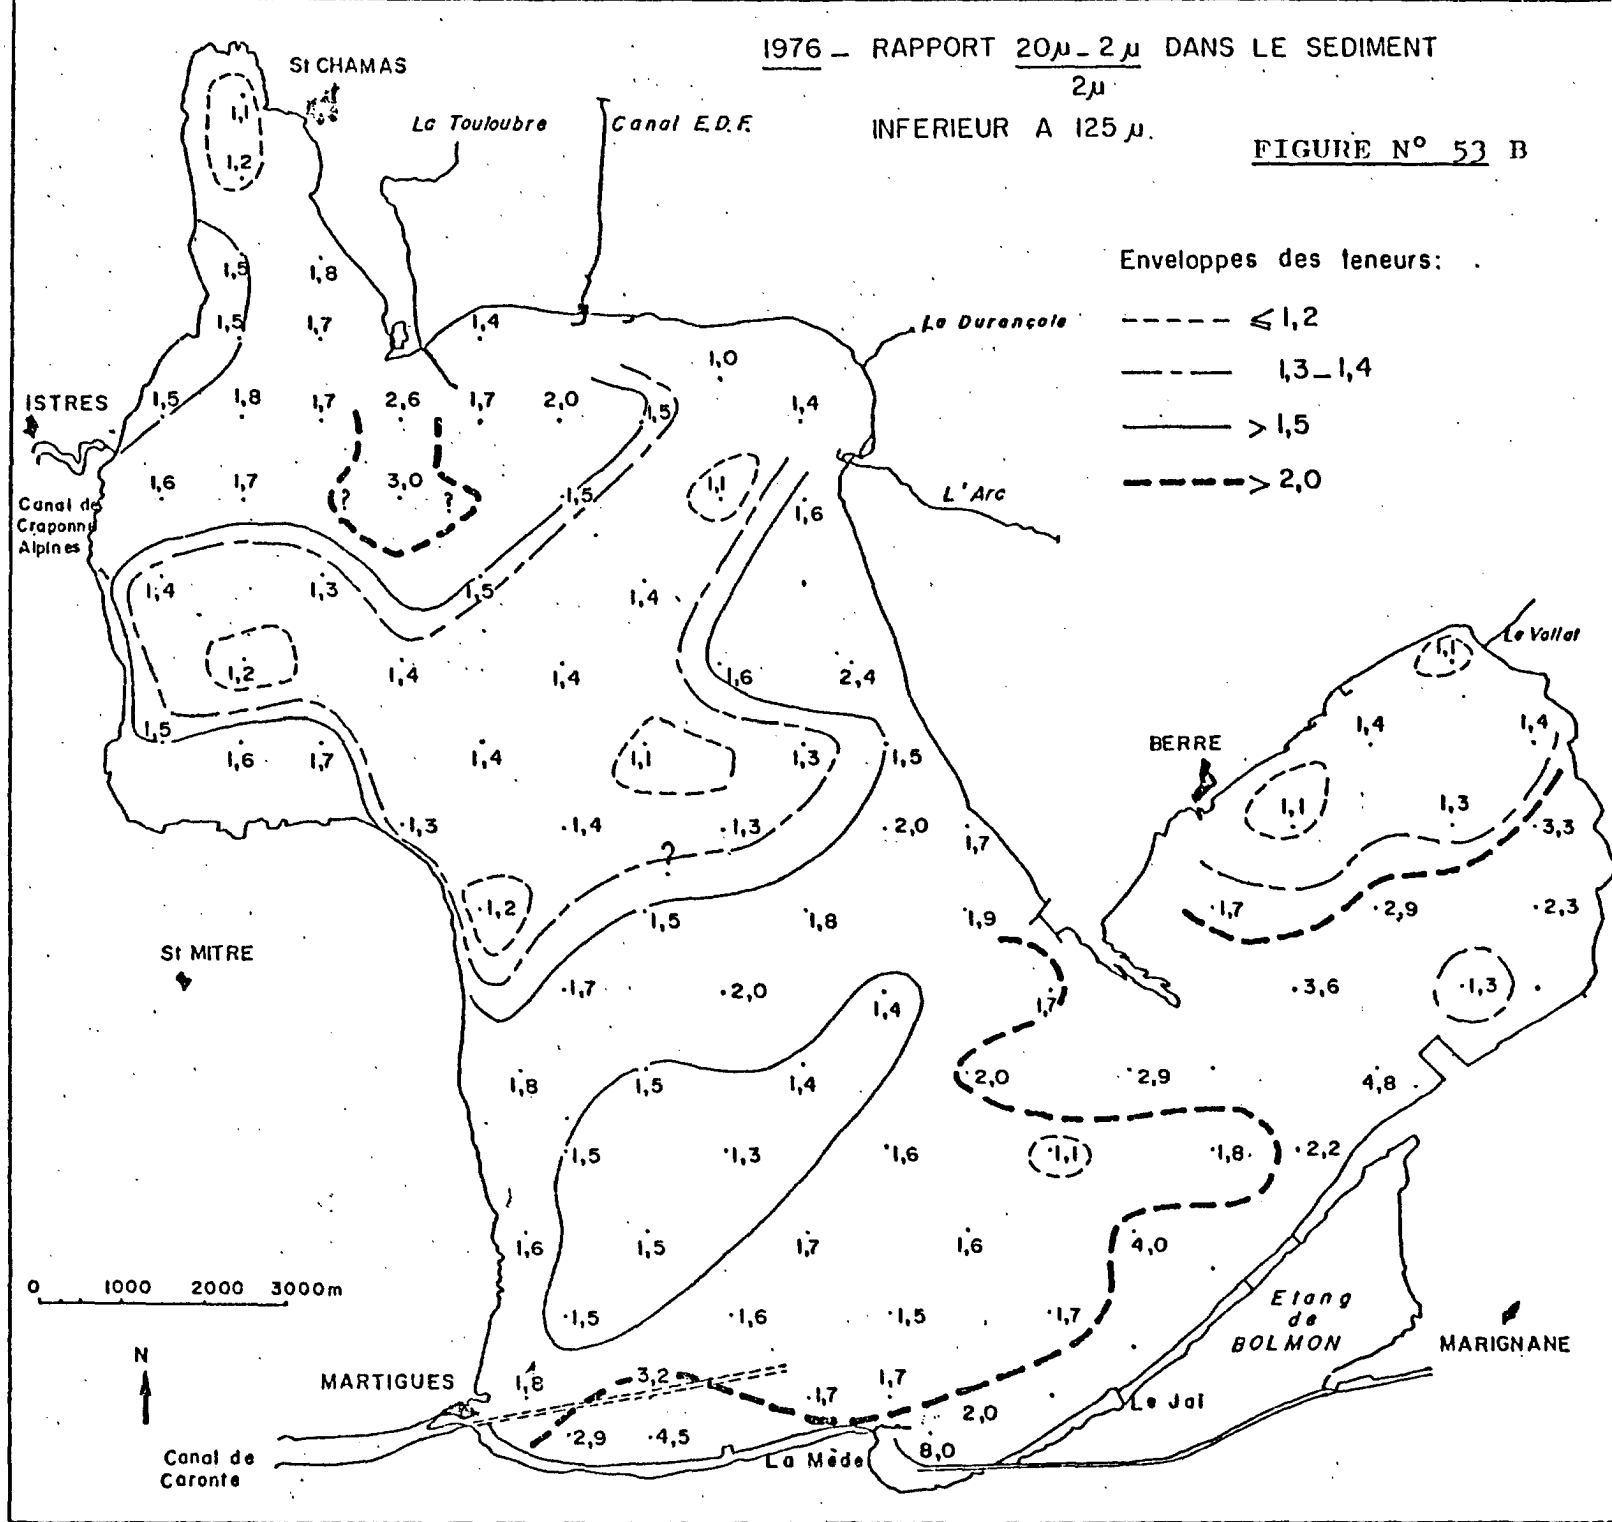 1976 – RAPPORT 20µ – 2µ DANS LE SEDIMENT
2µ
INFERIEUR A 125 µ.
FIGURE N° 53 B
St CHAMAS
La Touloubre
Canal E.D.F.
1,1
1,2
Enveloppes des teneurs:
≤ 1,2
1,3 – 1,4
> 1,5
> 2,0
1,5
1,8
1,5 1,7 1,4
La Durançole
1,0
ISTRES
1,5 1,8 1,7 2,6 1,7 2,0 1,5 1,4
1,6 1,7 ? 3,0 ? 1,5 1,1 1,6
L'Arc
Canal de
Craponne
Alpines
1,4 1,3 1,5 1,4
Le Vallat
1,1
1,2 1,4 1,4 1,6 2,4
1,5
1,4 1,4
BERRE
1,6 1,7 1,4 1,1 1,3 1,5
1,1 1,3
1,3 1,4 1,3 2,0 1,7 3,3
?
1,2 1,5 1,8 1,9 1,7 2,9 2,3
St MITRE
1,7 2,0 1,4 1,7 3,6 1,3
1,8 1,5 1,4 2,0 2,9 4,8
1,5 1,3 1,6 1,1 1,8 2,2
1,6 1,5 1,7 1,6 4,0
0 1000 2000 3000m
1,5 1,6 1,5 1,7
Etang
de
BOLMON
MARIGNANE
N
MARTIGUES
1,8 3,2 1,7 1,7
2,0
Le Jai
2,9 4,5 8,0
La Mède
Canal de
Caronte